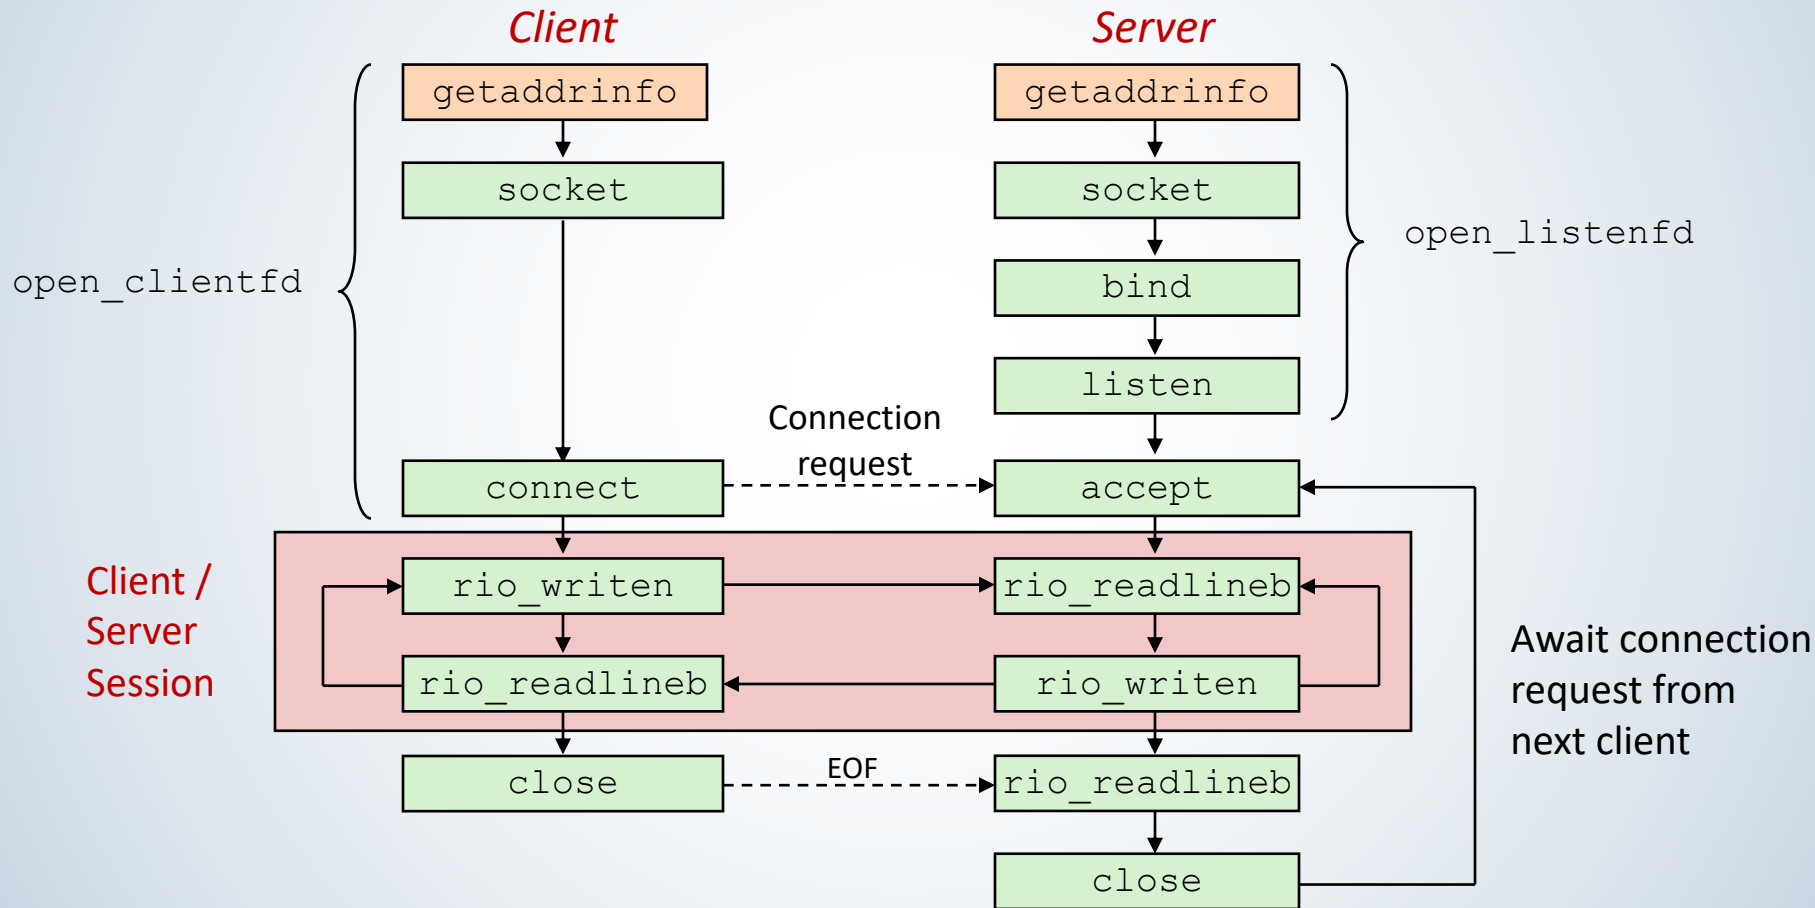 Client
Server
getaddrinfo
getaddrinfo
socket
socket
open_listenfd
open_clientfd
bind
listen
Connection
request
connect
accept
Client /
Server
Session
rio_writen
rio_readlineb
rio_readlineb
rio_writen
Await connection
request from
next client
close
EOF
rio_readlineb
close